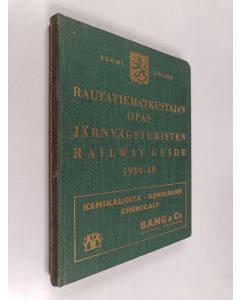 SUOMI FINLAND
RAUTATIEMATKUSTAJAN
OPAS
JÄRNVÄGSTURISTEN
RAILWAY GUIDE
1939-40
KEMIKALIOITA - KEMIKALIER
CHEMICALS
BANG & Co